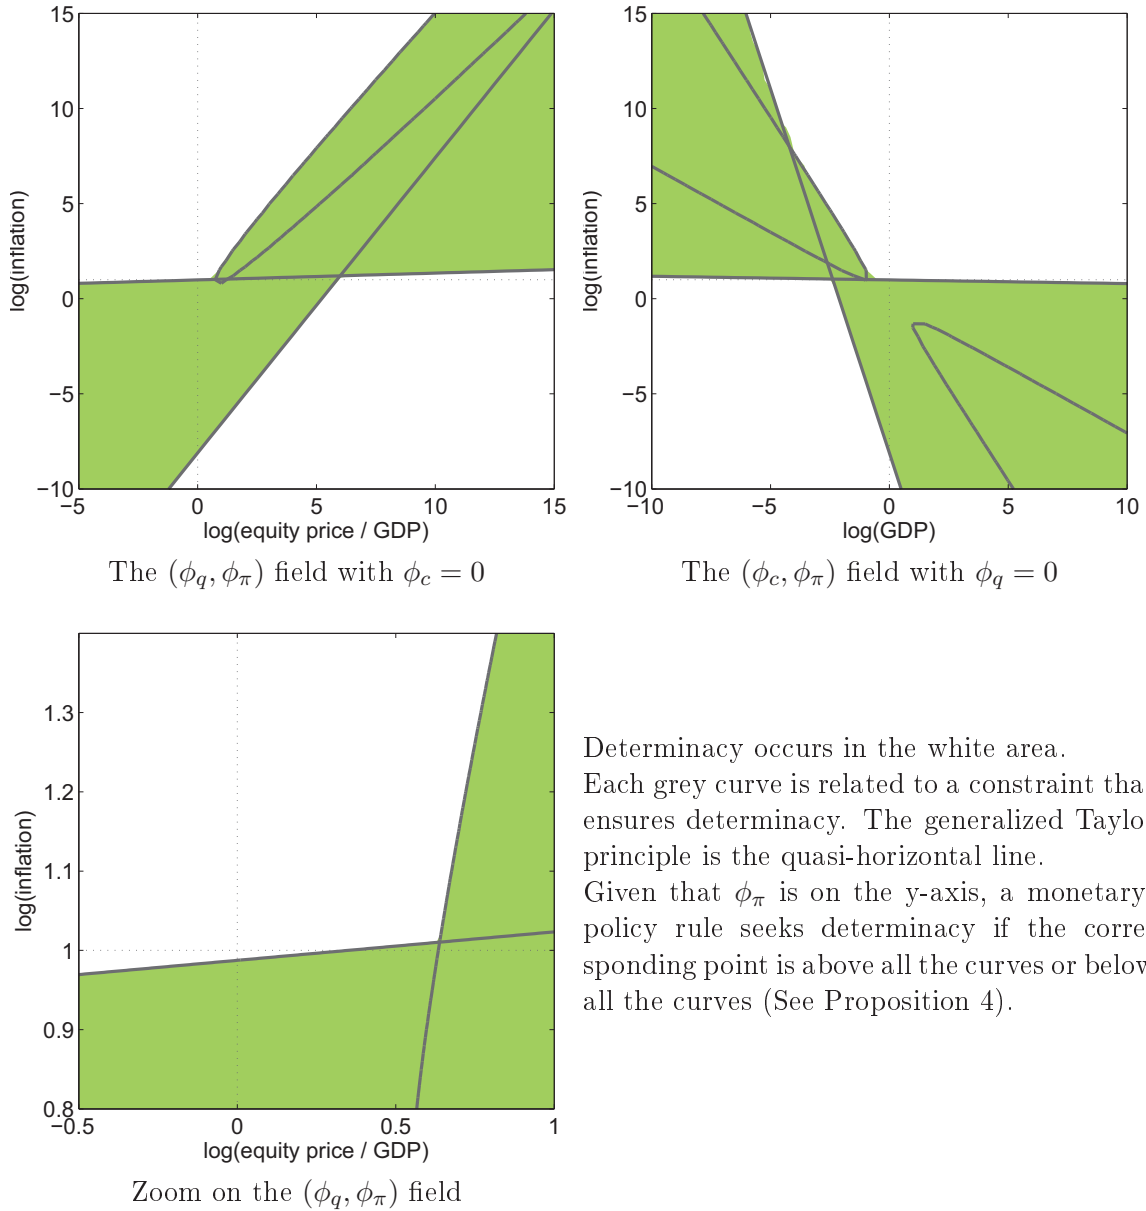 15
10
5
0
−5
−10
log(inflation)
−5 0 5 10 15
log(equity price / GDP)
The (ϕq, ϕπ) field with ϕc = 0
15
10
5
0
−5
−10
log(inflation)
−10 −5 0 5 10
log(GDP)
The (ϕc, ϕπ) field with ϕq = 0
1.3
1.2
1.1
1
0.9
0.8
log(inflation)
−0.5 0 0.5 1
log(equity price / GDP)
Zoom on the (ϕq, ϕπ) field
Determinacy occurs in the white area.
Each grey curve is related to a constraint tha
ensures determinacy. The generalized Taylo
principle is the quasi-horizontal line.
Given that ϕπ is on the y-axis, a monetary
policy rule seeks determinacy if the corre-
sponding point is above all the curves or below
all the curves (See Proposition 4).